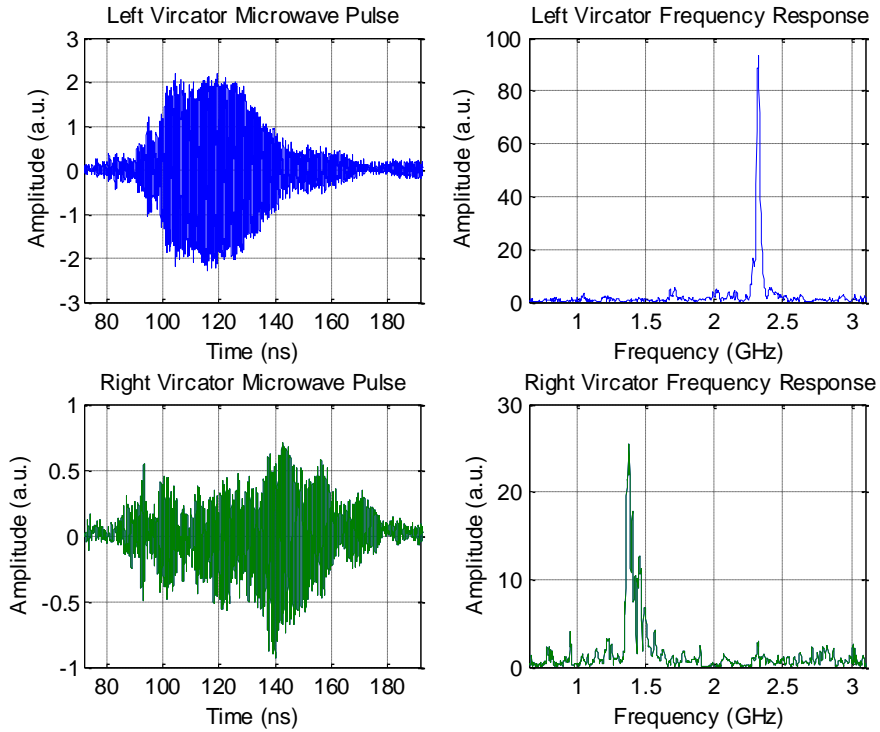 Left Vircator Microwave Pulse
3
2
1
0
-1
-2
-3
80 100 120 140 160 180
Time (ns)
Amplitude (a.u.)
Left Vircator Frequency Response
100
80
60
40
20
0
1 1.5 2 2.5 3
Frequency (GHz)
Amplitude (a.u.)
Right Vircator Microwave Pulse
1
0.5
0
-0.5
-1
80 100 120 140 160 180
Time (ns)
Amplitude (a.u.)
Right Vircator Frequency Response
30
20
10
0
1 1.5 2 2.5 3
Frequency (GHz)
Amplitude (a.u.)